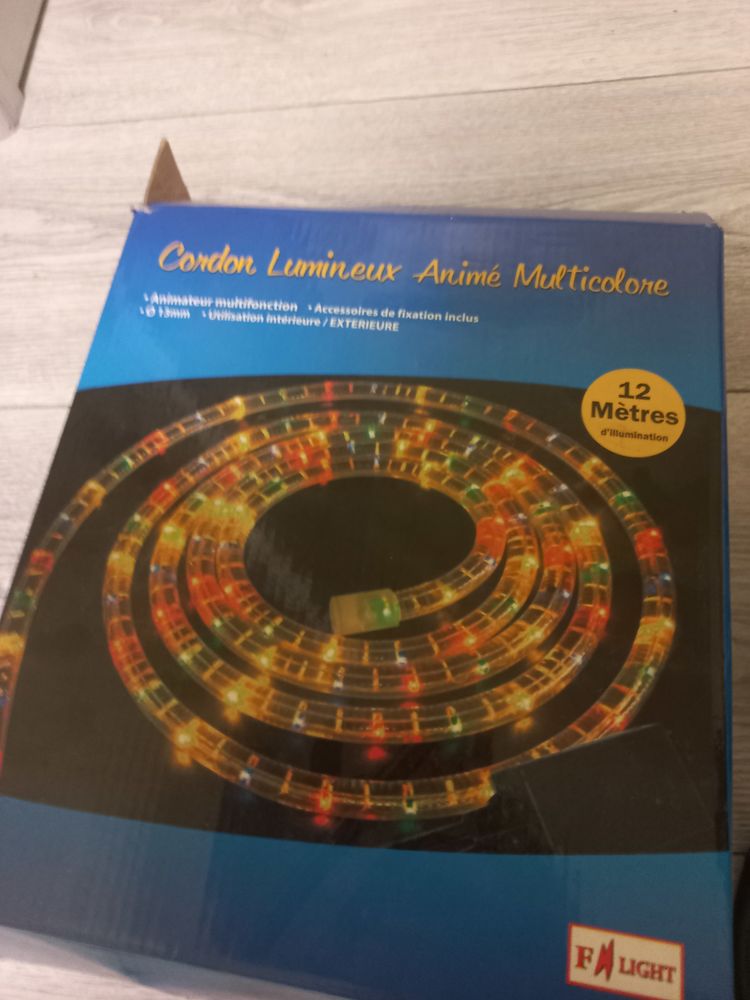 Cordon Lumineux Animé Multicolore
- Animateur multifonction - Accessoires de fixation inclus
- Ø 13mm - Utilisation intérieure / EXTERIEURE
12
Mètres
d'illumination
F LIGHT